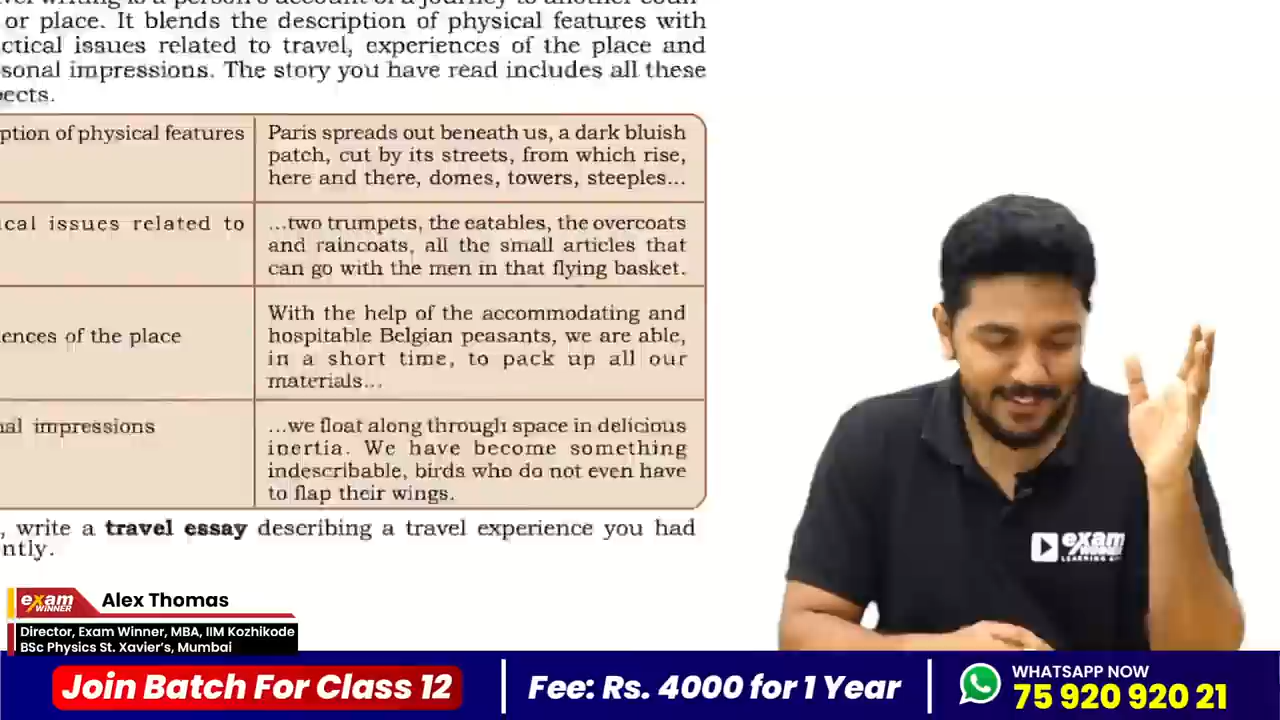 or place. It blends the description of physical features with
ctical issues related to travel, experiences of the place and
sonal impressions. The story you have read includes all these
ects.
ption of physical features
Paris spreads out beneath us, a dark bluish
patch, cut by its streets, from which rise,
here and there, domes, towers, steeples...
ical issues related to
...two trumpets, the eatables, the overcoats
and raincoats, all the small articles that
can go with the men in that flying basket.
ences of the place
With the help of the accommodating and
hospitable Belgian peasants, we are able,
in a short time, to pack up all our
materials...
nal impressions
...we float along through space in delicious
inertia. We have become something
indescribable, birds who do not even have
to flap their wings.
, write a travel essay describing a travel experience you had
ntly.
exam
exam
WINNER
Alex Thomas
Director, Exam Winner, MBA, IIM Kozhikode
BSc Physics St. Xavier's, Mumbai
Join Batch For Class 12
Fee: Rs. 4000 for 1 Year
WHATSAPP NOW
75 920 920 21